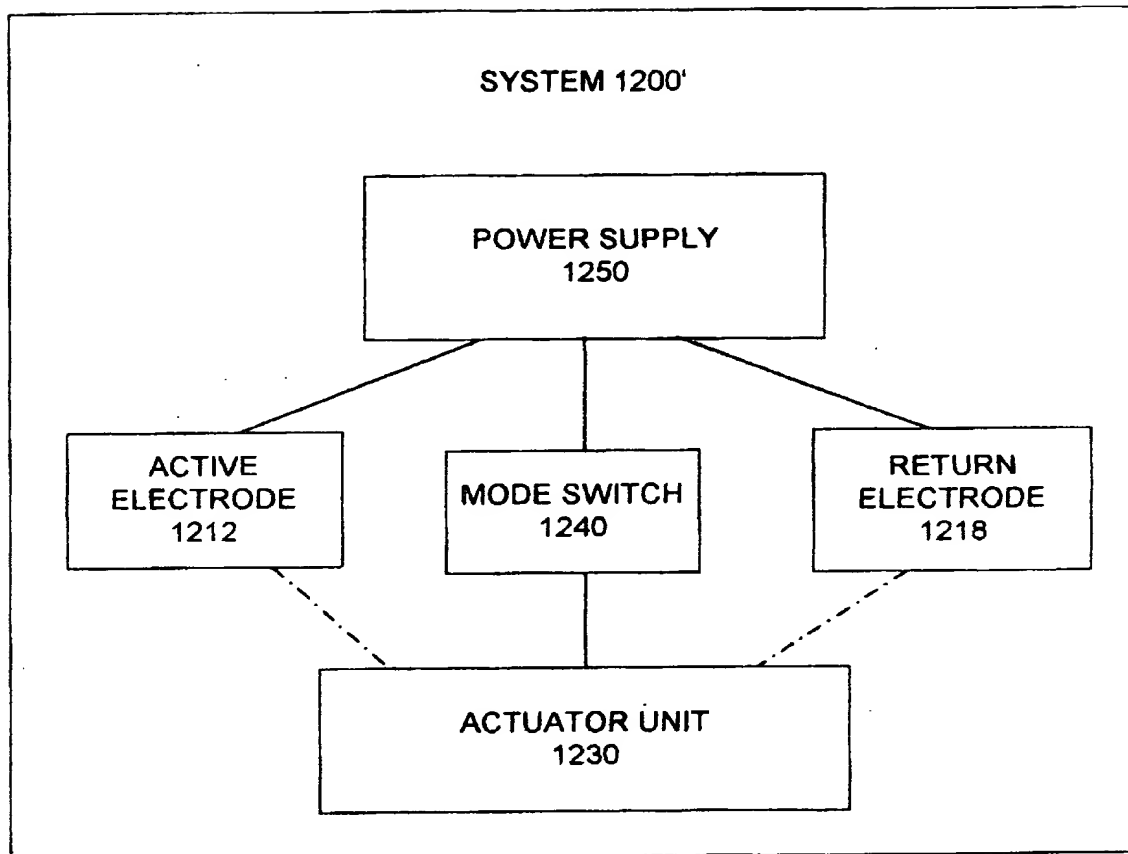 SYSTEM 1200'
POWER SUPPLY
1250
ACTIVE
ELECTRODE
1212
MODE SWITCH
1240
RETURN
ELECTRODE
1218
ACTUATOR UNIT
1230